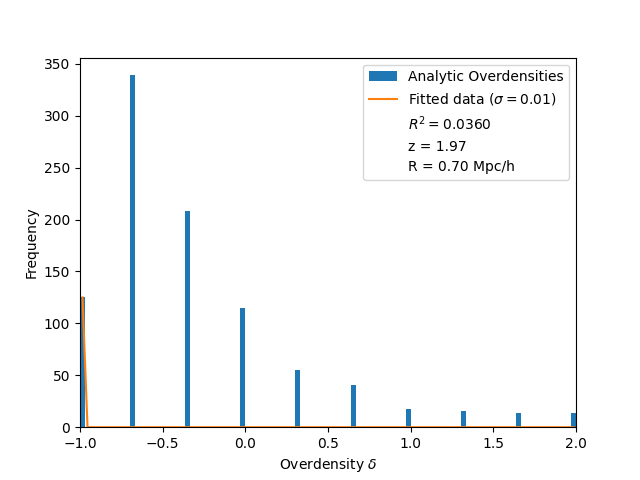 350
300
250
200
150
100
50
0
Frequency
Analytic Overdensities
Fitted data (σ = 0.01)
R² = 0.0360
z = 1.97
R = 0.70 Mpc/h
−1.0 −0.5 0.0 0.5 1.0 1.5 2.0
Overdensity δ